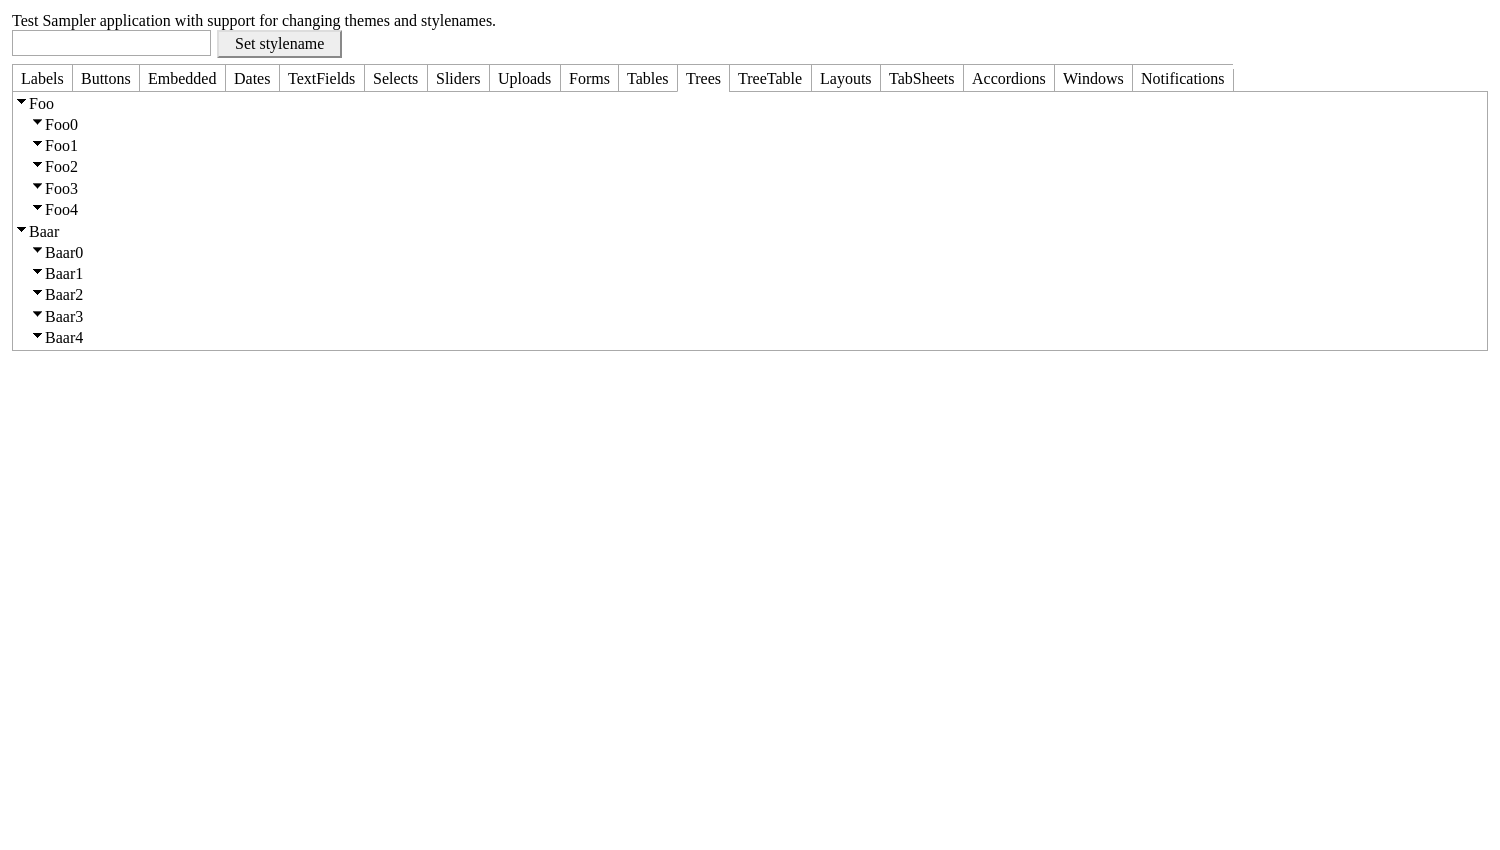 Test Sampler application with support for changing themes and stylenames.
Set stylename
Labels Buttons Embedded Dates TextFields Selects Sliders Uploads Forms Tables Trees TreeTable Layouts TabSheets Accordions Windows Notifications
Foo
Foo0
Foo1
Foo2
Foo3
Foo4
Baar
Baar0
Baar1
Baar2
Baar3
Baar4